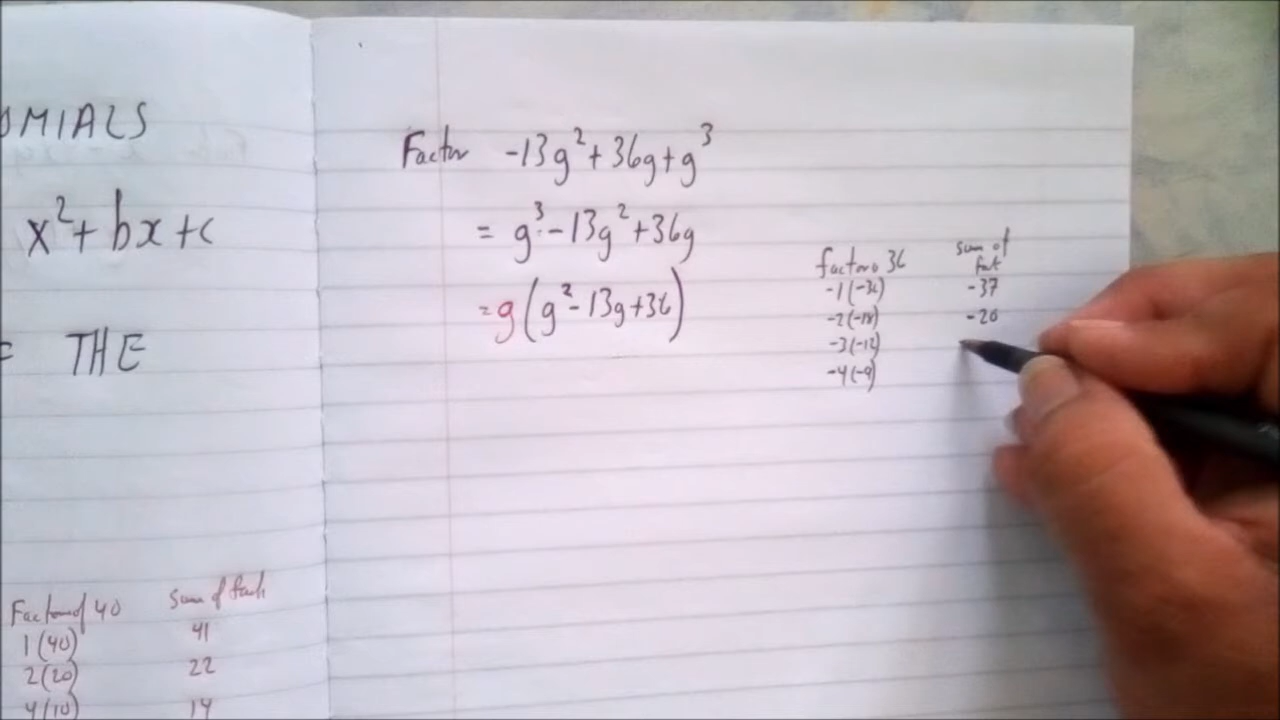 OMIALS
x²+bx+c
= THE
Factor -13g²+36g+g³
= g³-13g²+36g
=g(g²-13g+36)
factors 36 sum of fact
-1(-36) -37
-2(-18) -20
-3(-12)
-4(-9)
Factor of 40 Sum of fact
1(40) 41
2(20) 22
4(10) 14